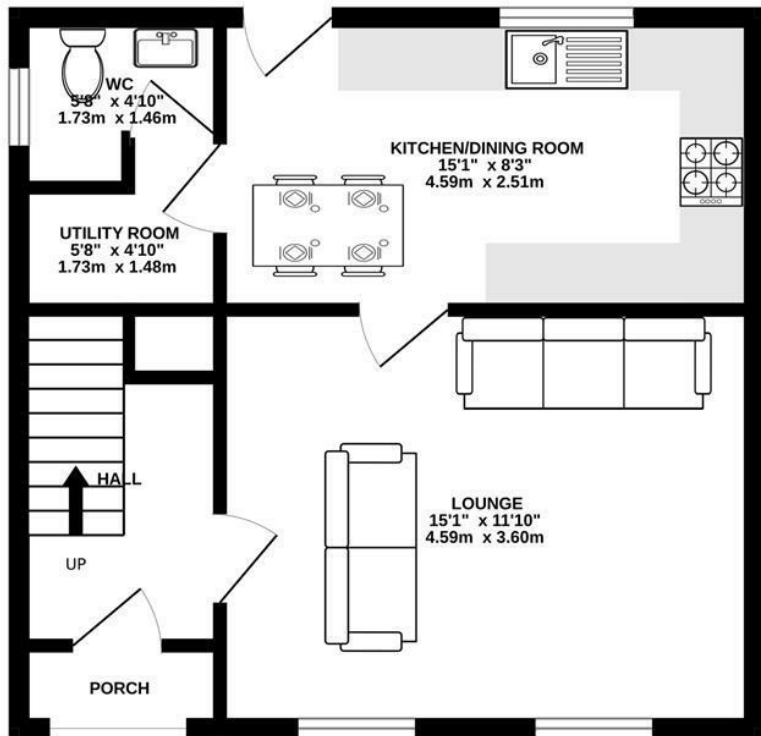 WC
5'8" x 4'10"
1.73m x 1.46m
KITCHEN/DINING ROOM
15'1" x 8'3"
4.59m x 2.51m
UTILITY ROOM
5'8" x 4'10"
1.73m x 1.48m
HALL
UP
LOUNGE
15'1" x 11'10"
4.59m x 3.60m
PORCH